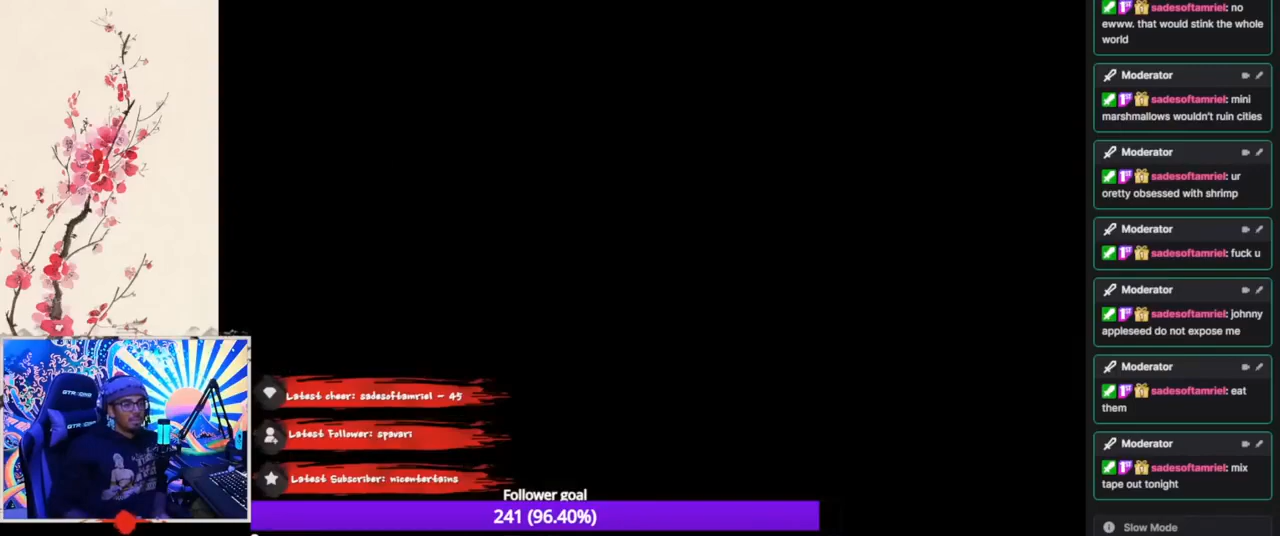 sadesoftamriel: no
ewww. that would stink the whole
world
Moderator
sadesoftamriel: mini
marshmallows wouldn't ruin cities
Moderator
sadesoftamriel: ur
oretty obsessed with shrimp
Moderator
sadesoftamriel: fuck u
Moderator
sadesoftamriel: johnny
appleseed do not expose me
Moderator
sadesoftamriel: eat
them
Moderator
sadesoftamriel: mix
tape out tonight
Slow Mode
Latest cheer: sadesoftamriel - 45
Latest Follower: spavari
Latest Subscriber: nicentertains
Follower goal
241 (96.40%)